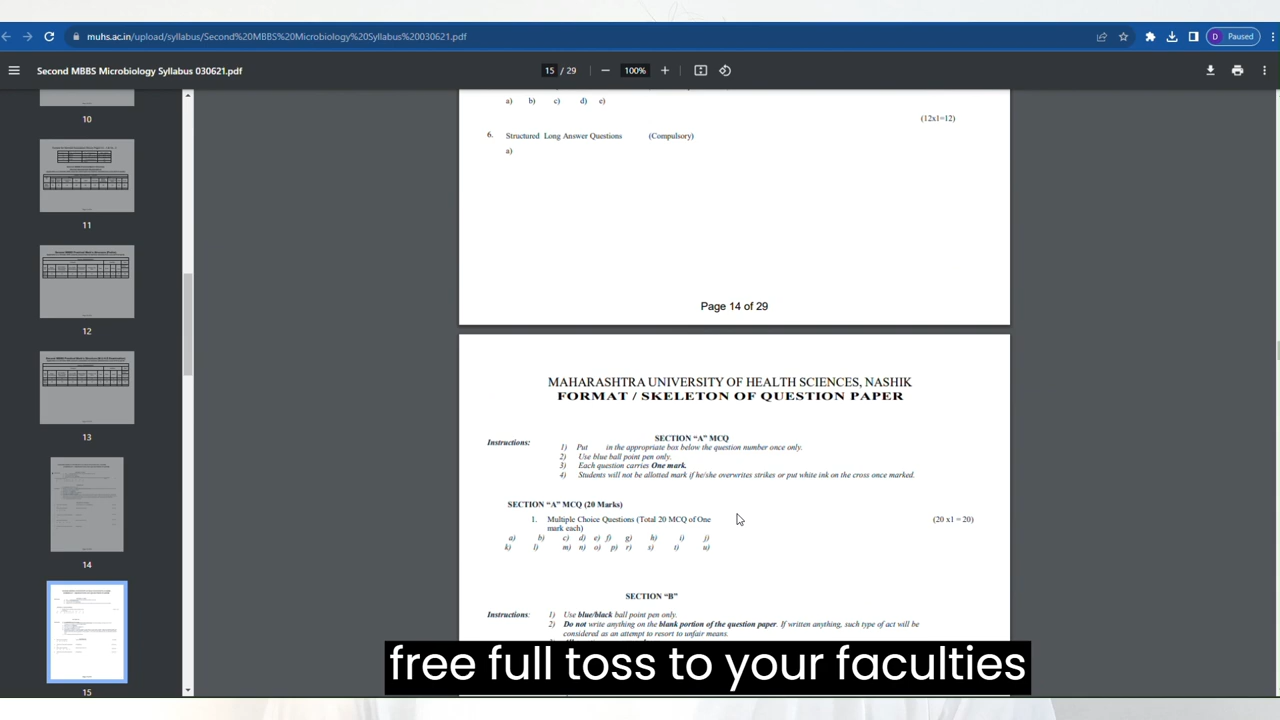 muhs.ac.in/upload/syllabus/Second%20MBBS%20Microbiology%20Syllabus%20030621.pdf
D Paused
Second MBBS Microbiology Syllabus 030621.pdf
15 / 29
100%
10
11
12
13
14
15
a) b) c) d) e)
(12x1=12)
6. Structured Long Answer Questions (Compulsory)
a)
Page 14 of 29
MAHARASHTRA UNIVERSITY OF HEALTH SCIENCES, NASHIK
FORMAT / SKELETON OF QUESTION PAPER
SECTION “A” MCQ
Instructions:
1) Put in the appropriate box below the question number once only.
2) Use blue ball point pen only.
3) Each question carries One mark.
4) Students will not be allotted mark if he/she overwrites strikes or put white ink on the cross once marked.
SECTION “A” MCQ (20 Marks)
1. Multiple Choice Questions (Total 20 MCQ of One (20 x1 = 20)
mark each)
a) b) c) d) e) f) g) h) i) j)
k) l) m) n) o) p) r) s) t) u)
SECTION “B”
Instructions: 1) Use blue/black ball point pen only.
2) Do not write anything on the blank portion of the question paper. If written anything, such type of act will be
considered as an attempt to resort to unfair means.
free full toss to your faculties